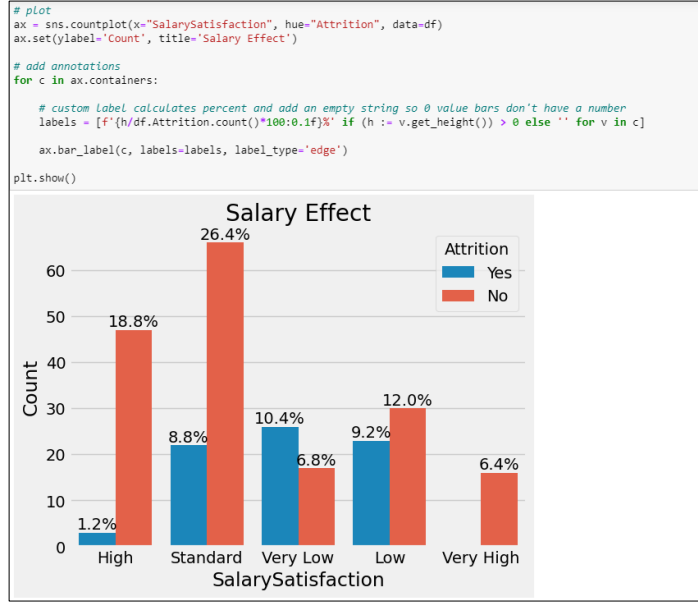 # plot
ax = sns.countplot(x="SalarySatisfaction", hue="Attrition", data=df)
ax.set(ylabel='Count', title='Salary Effect')
# add annotations
for c in ax.containers:
# custom label calculates percent and add an empty string so 0 value bars don't have a number
labels = [f'{h/df.Attrition.count()*100:0.1f}%' if (h := v.get_height()) > 0 else '' for v in c]
ax.bar_label(c, labels=labels, label_type='edge')
plt.show()
Salary Effect
26.4%
Attrition
Yes
No
60
50
18.8%
40
Count
12.0%
30
10.4%
8.8%
9.2%
20
6.8%
6.4%
10
1.2%
0
High Standard Very Low Low Very High
SalarySatisfaction